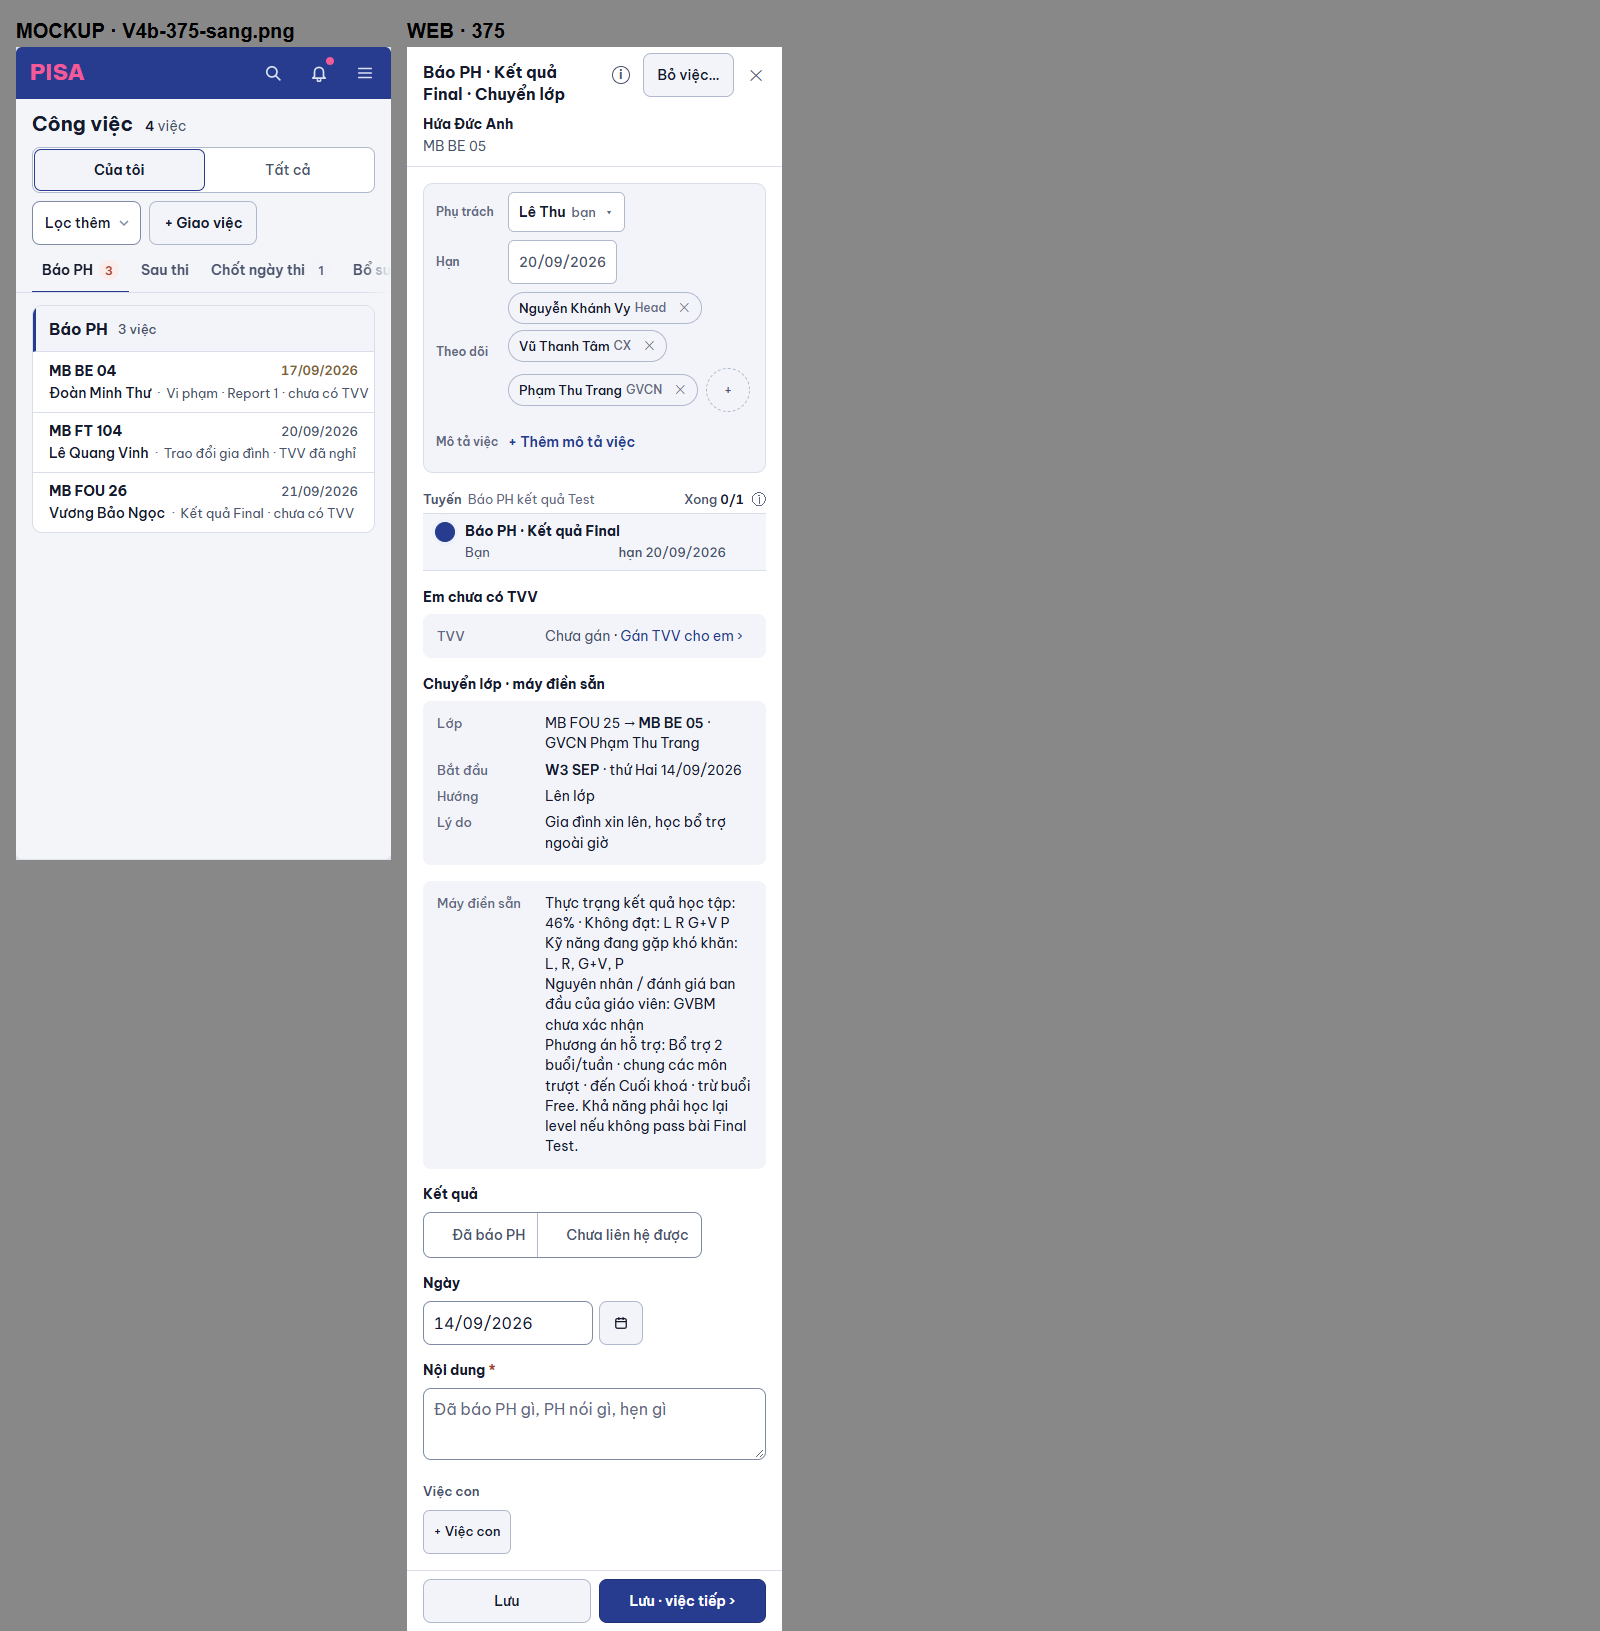 MOCKUP · V4b-375-sang.png
PISA
Công việc 4 việc
Của tôi Tất cả
Lọc thêm + Giao việc
Báo PH 3 Sau thi Chốt ngày thi 1 Bổ su
Báo PH 3 việc
MB BE 04 17/09/2026
Đoàn Minh Thư · Vi phạm · Report 1 · chưa có TVV
MB FT 104 20/09/2026
Lê Quang Vinh · Trao đổi gia đình · TVV đã nghỉ
MB FOU 26 21/09/2026
Vương Bảo Ngọc · Kết quả Final · chưa có TVV
WEB · 375
Báo PH · Kết quả
Final · Chuyển lớp
Bỏ việc...
Hứa Đức Anh
MB BE 05
Phụ trách Lê Thu bạn
Hạn 20/09/2026
Nguyễn Khánh Vy Head
Theo dõi Vũ Thanh Tâm CX
Phạm Thu Trang GVCN +
Mô tả việc + Thêm mô tả việc
Tuyến Báo PH kết quả Test Xong 0/1
Báo PH · Kết quả Final
Bạn hạn 20/09/2026
Em chưa có TVV
TVV Chưa gán · Gán TVV cho em ›
Chuyển lớp · máy điền sẵn
Lớp MB FOU 25 → MB BE 05 ·
GVCN Phạm Thu Trang
Bắt đầu W3 SEP · thứ Hai 14/09/2026
Hướng Lên lớp
Lý do Gia đình xin lên, học bổ trợ
ngoài giờ
Máy điền sẵn Thực trạng kết quả học tập:
46% · Không đạt: L R G+V P
Kỹ năng đang gặp khó khăn:
L, R, G+V, P
Nguyên nhân / đánh giá ban
đầu của giáo viên: GVBM
chưa xác nhận
Phương án hỗ trợ: Bổ trợ 2
buổi/tuần · chung các môn
trượt · đến Cuối khoá · trừ buổi
Free. Khả năng phải học lại
level nếu không pass bài Final
Test.
Kết quả
Đã báo PH Chưa liên hệ được
Ngày
14/09/2026
Nội dung *
Đã báo PH gì, PH nói gì, hẹn gì
Việc con
+ Việc con
Lưu Lưu · việc tiếp ›